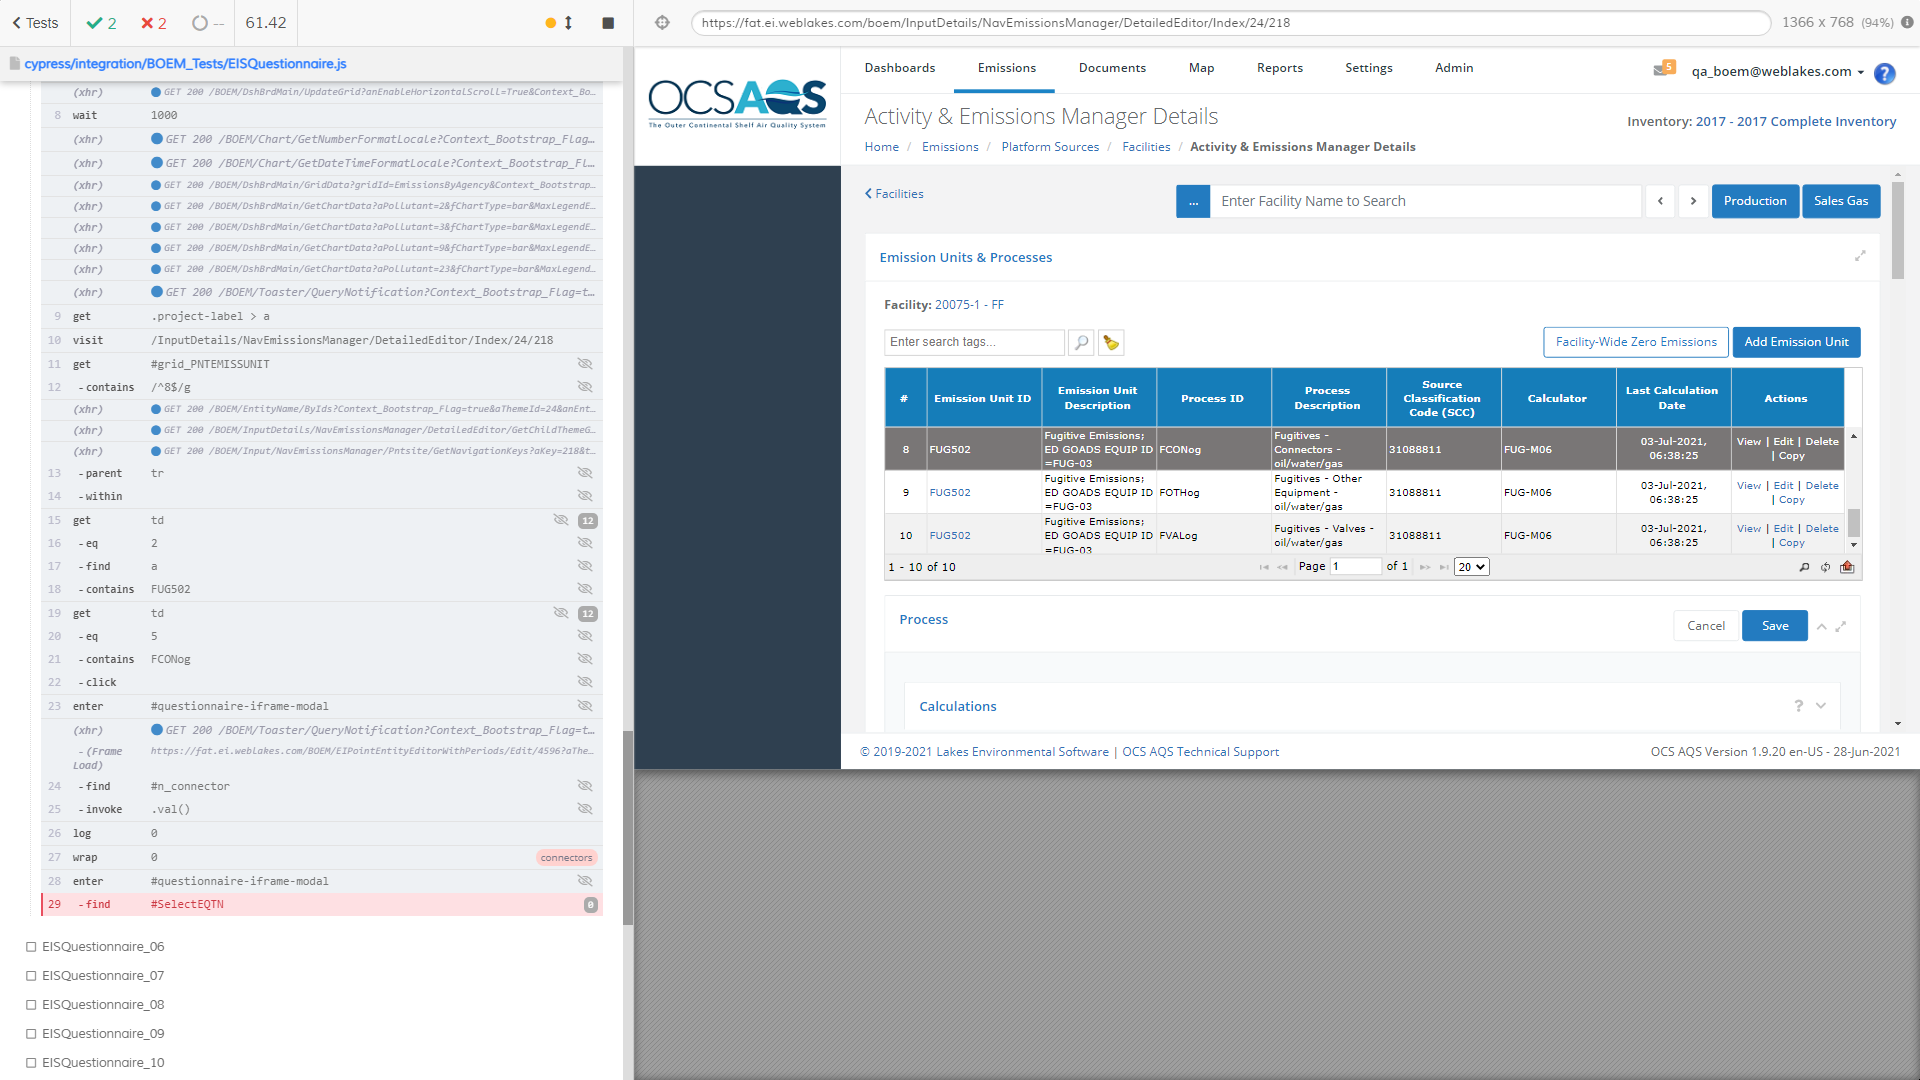 Tests
2
2
--
61.42
https://fat.ei.weblakes.com/boem/InputDetails/NavEmissionsManager/DetailedEditor/Index/24/218
1366 x 768 (94%)
cypress/integration/BOEM_Tests/EISQuestionnaire.js
(xhr) GET 200 /BOEM/DshBrdMain/UpdateGrid?anEnableHorizontalScroll=True&Context_Bo...
8 wait 1000
(xhr) GET 200 /BOEM/Chart/GetNumberFormatLocale?Context_Bootstrap_Flag...
(xhr) GET 200 /BOEM/Chart/GetDateTimeFormatLocale?Context_Bootstrap_Fl...
(xhr) GET 200 /BOEM/DshBrdMain/GridData?gridId=EmissionsByAgency&Context_Bootstrap...
(xhr) GET 200 /BOEM/DshBrdMain/GetChartData?aPollutant=2&fChartType=bar&MaxLegendE...
(xhr) GET 200 /BOEM/DshBrdMain/GetChartData?aPollutant=3&fChartType=bar&MaxLegendE...
(xhr) GET 200 /BOEM/DshBrdMain/GetChartData?aPollutant=9&fChartType=bar&MaxLegendE...
(xhr) GET 200 /BOEM/DshBrdMain/GetChartData?aPollutant=23&fChartType=bar&MaxLegend...
(xhr) GET 200 /BOEM/Toaster/QueryNotification?Context_Bootstrap_Flag=t...
9 get .project-label > a
10 visit /InputDetails/NavEmissionsManager/DetailedEditor/Index/24/218
11 get #grid_PNTEMISSUNIT
12 -contains /^8$/g
(xhr) GET 200 /BOEM/EntityName/ByIds?Context_Bootstrap_Flag=true&aThemeId=24&anEnt...
(xhr) GET 200 /BOEM/InputDetails/NavEmissionsManager/DetailedEditor/GetChildThemeG...
(xhr) GET 200 /BOEM/Input/NavEmissionsManager/Pntsite/GetNavigationKeys?aKey=218&t...
13 -parent tr
14 -within
15 get td 12
16 -eq 2
17 -find a
18 -contains FUG502
19 get td 12
20 -eq 5
21 -contains FCONog
22 -click
23 enter #questionnaire-iframe-modal
(xhr) GET 200 /BOEM/Toaster/QueryNotification?Context_Bootstrap_Flag=t...
-(Frame Load) https://fat.ei.weblakes.com/BOEM/EIPointEntityEditorWithPeriods/Edit/4596?aThe...
24 -find #n_connector
25 -invoke .val()
26 log 0
27 wrap 0 connectors
28 enter #questionnaire-iframe-modal
29 -find #SelectEQTN 0
EISQuestionnaire_06
EISQuestionnaire_07
EISQuestionnaire_08
EISQuestionnaire_09
EISQuestionnaire_10
OCSAQS
The Outer Continental Shelf Air Quality System
Dashboards Emissions Documents Map Reports Settings Admin
5 qa_boem@weblakes.com ?
Activity & Emissions Manager Details
Inventory: 2017 - 2017 Complete Inventory
Home / Emissions / Platform Sources / Facilities / Activity & Emissions Manager Details
Facilities
... Enter Facility Name to Search
Production Sales Gas
Emission Units & Processes
Facility: 20075-1 - FF
Enter search tags...
Facility-Wide Zero Emissions Add Emission Unit
# Emission Unit ID Emission Unit Description Process ID Process Description Source Classification Code (SCC) Calculator Last Calculation Date Actions
8 FUG502 Fugitive Emissions; ED GOADS EQUIP ID =FUG-03 FCONog Fugitives - Connectors - oil/water/gas 31088811 FUG-M06 03-Jul-2021, 06:38:25 View | Edit | Delete | Copy
9 FUG502 Fugitive Emissions; ED GOADS EQUIP ID =FUG-03 FOTHog Fugitives - Other Equipment - oil/water/gas 31088811 FUG-M06 03-Jul-2021, 06:38:25 View | Edit | Delete | Copy
10 FUG502 Fugitive Emissions; ED GOADS EQUIP ID =FUG-03 FVALog Fugitives - Valves - oil/water/gas 31088811 FUG-M06 03-Jul-2021, 06:38:25 View | Edit | Delete | Copy
1 - 10 of 10 Page 1 of 1 20
Process
Cancel Save
Calculations ?
© 2019-2021 Lakes Environmental Software | OCS AQS Technical Support
OCS AQS Version 1.9.20 en-US - 28-Jun-2021